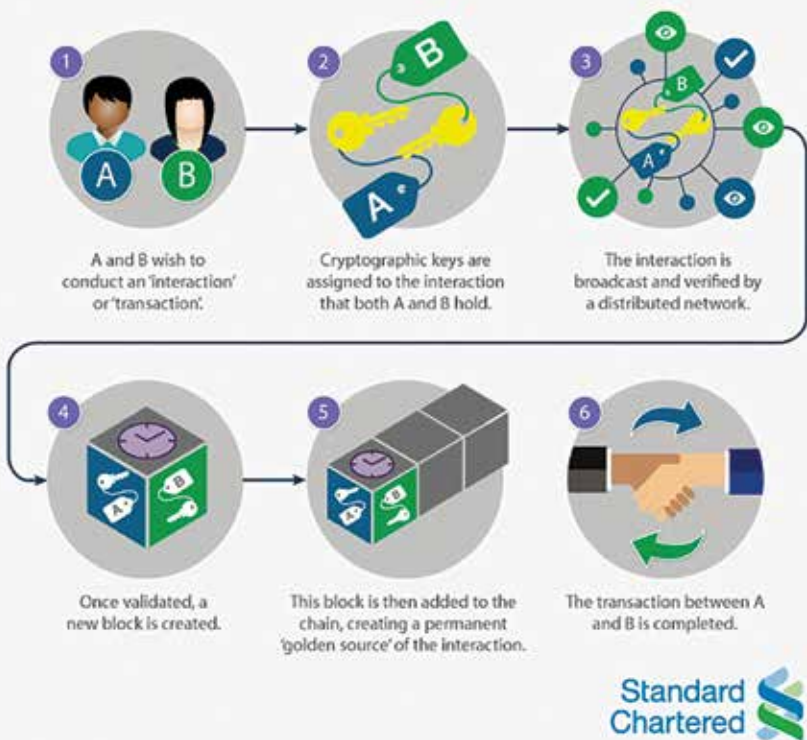 1
A
B
A and B wish to
conduct an 'interaction'
or 'transaction'.
2
B
A
Cryptographic keys are
assigned to the interaction
that both A and B hold.
3
B
A
The interaction is
broadcast and verified by
a distributed network.
4
A
B
Once validated, a
new block is created.
5
A
B
This block is then added to the
chain, creating a permanent
'golden source' of the interaction.
6
The transaction between A
and B is completed.
Standard
Chartered